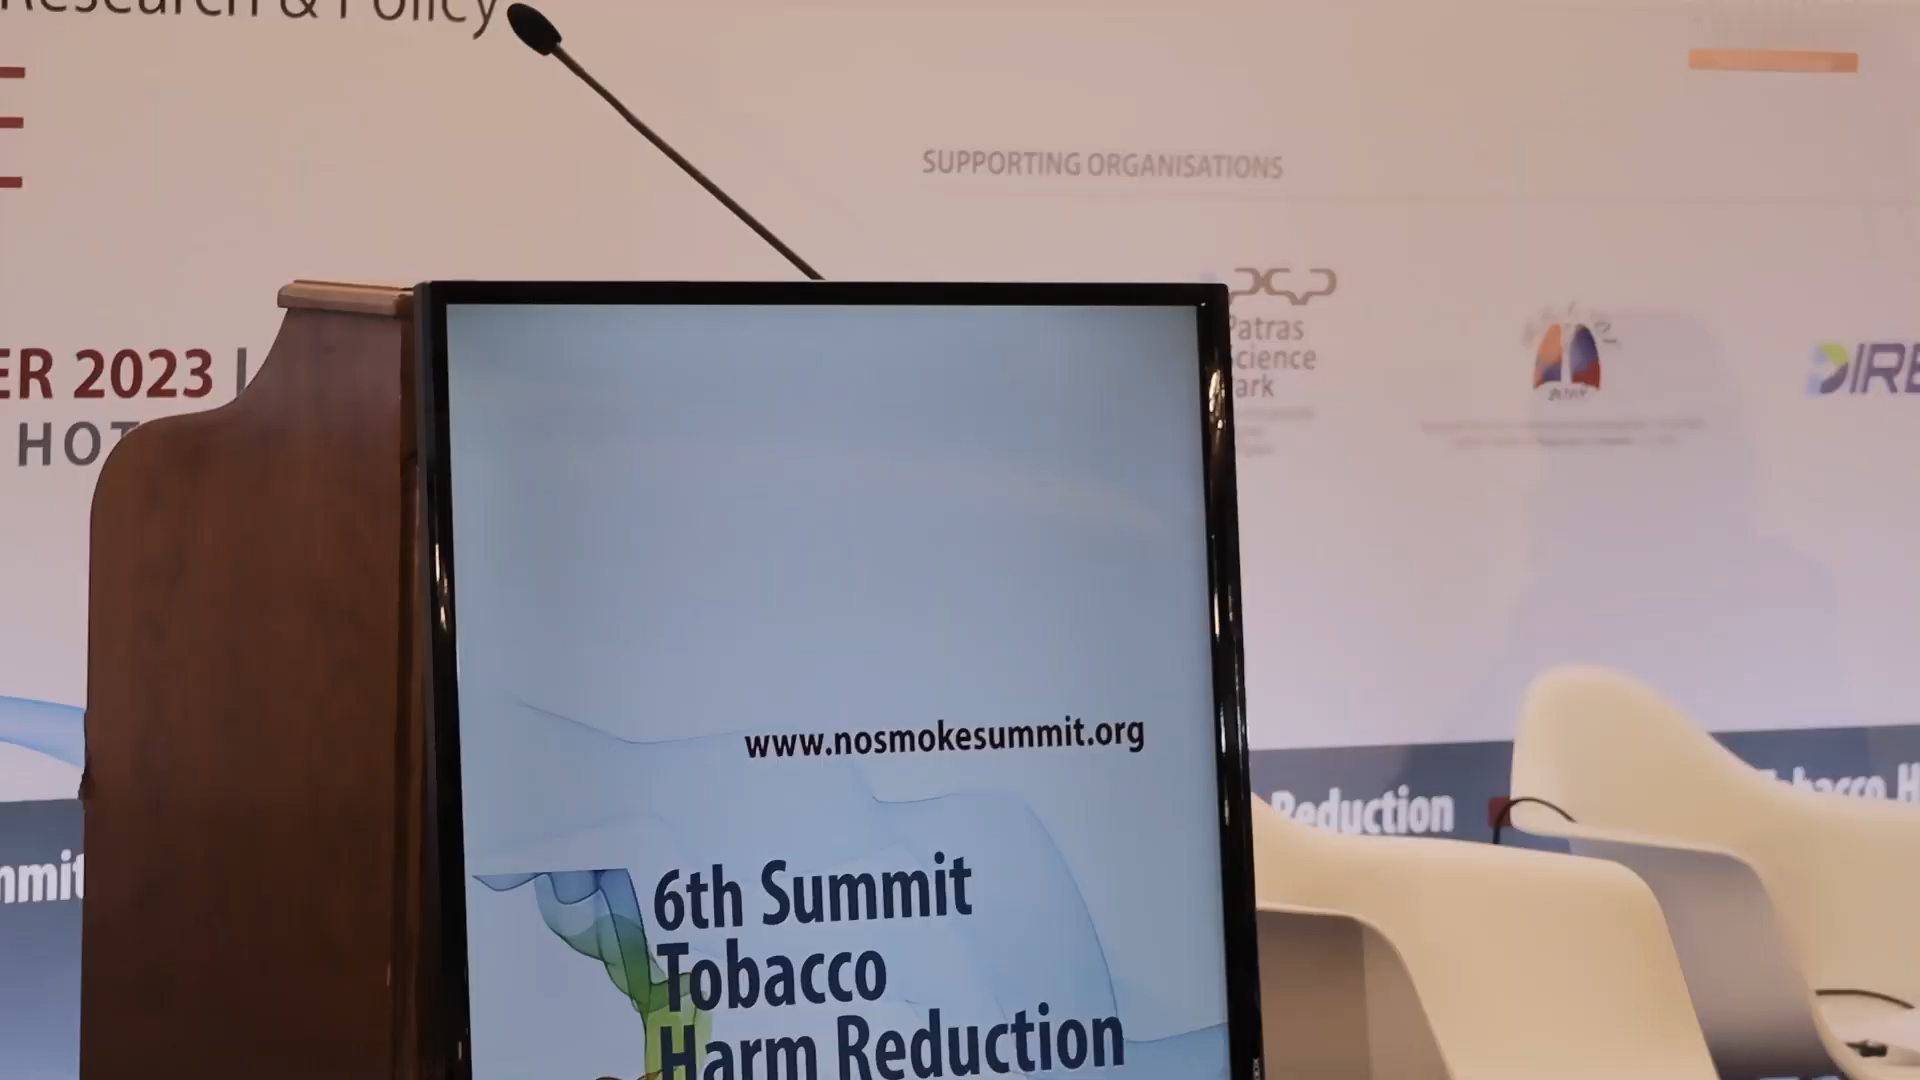 Research & Policy
E
ER 2023 |
HOT
SUPPORTING ORGANISATIONS
Patras
Science
Park
DIRE
www.nosmokesummit.org
6th Summit
Tobacco
Harm Reduction
mmit
Reduction
Tobacco H